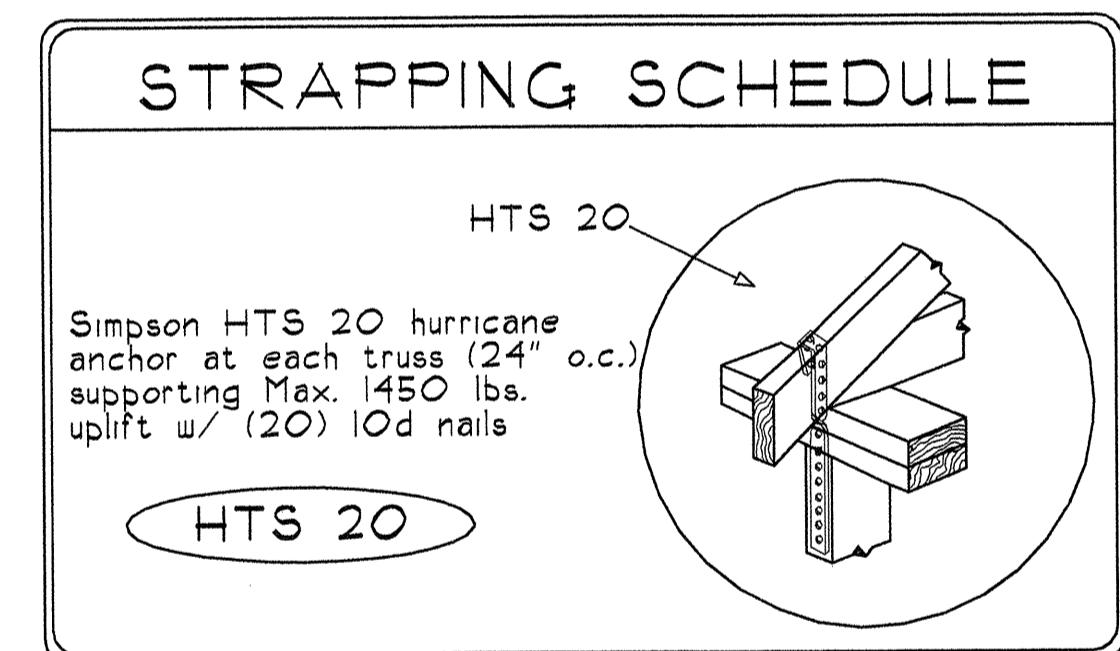 STRAPPING SCHEDULE
HTS 20
Simpson HTS 20 hurricane
anchor at each truss (24" o.c.)
supporting Max. 1450 lbs.
uplift w/ (20) 10d nails
HTS 20